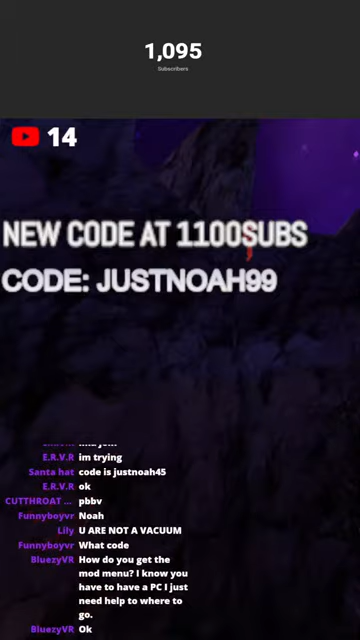 1,095
Subscribers
14
NEW CODE AT 1100SUBS
CODE: JUSTNOAH99
E.R.V.R im trying
Santa hat code is justnoah45
E.R.V.R ok
CUTTHROAT ... pbbv
Funnyboyvr Noah
Lily U ARE NOT A VACUUM
Funnyboyvr What code
BluezyVR How do you get the
mod menu? I know you
have to have a PC I just
need help to where to
go.
BluezyVR Ok